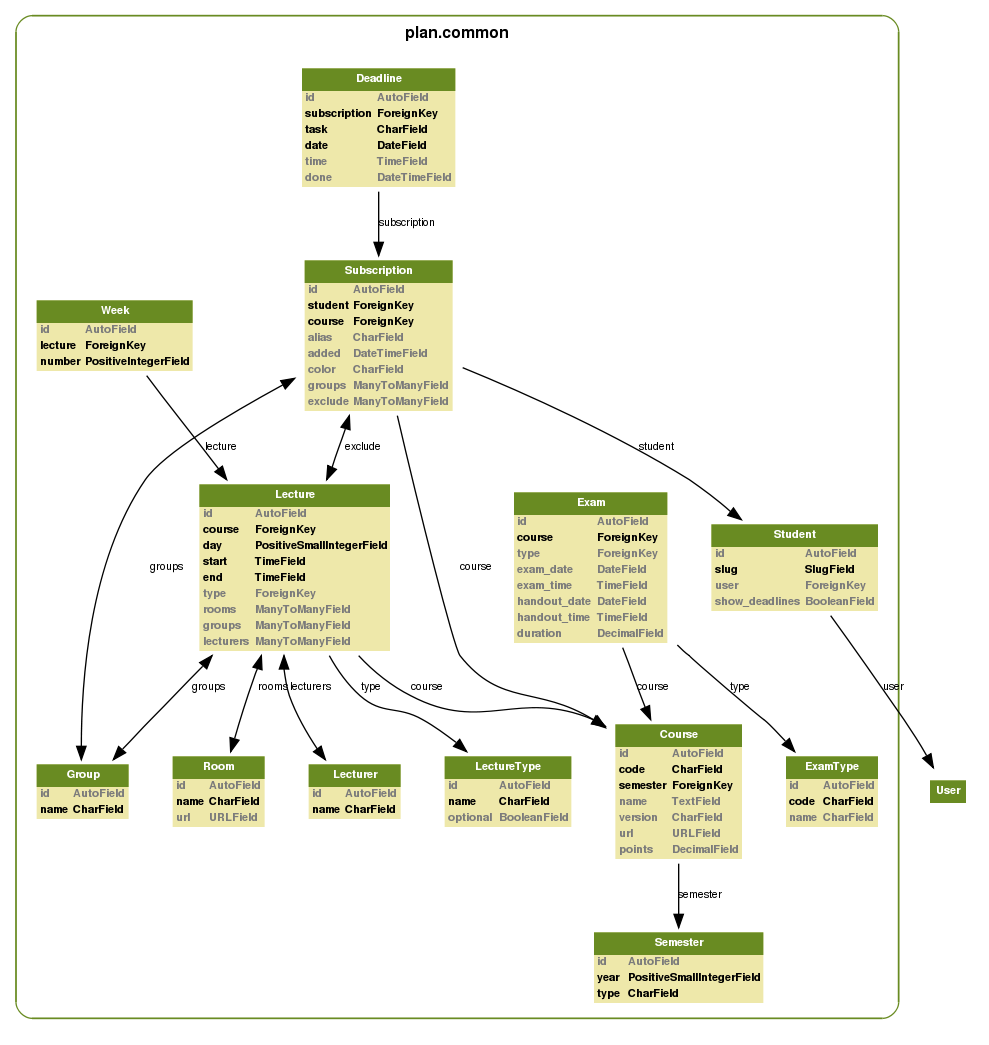 plan.common
Deadline
id AutoField
subscription ForeignKey
task CharField
date DateField
time TimeField
done DateTimeField
subscription
Subscription
id AutoField
student ForeignKey
course ForeignKey
alias CharField
added DateTimeField
color CharField
groups ManyToManyField
exclude ManyToManyField
Week
id AutoField
lecture ForeignKey
number PositiveIntegerField
lecture
exclude
student
Lecture
id AutoField
course ForeignKey
day PositiveSmallIntegerField
start TimeField
end TimeField
type ForeignKey
rooms ManyToManyField
groups ManyToManyField
lecturers ManyToManyField
groups
course
Exam
id AutoField
course ForeignKey
type ForeignKey
exam_date DateField
exam_time TimeField
handout_date DateField
handout_time TimeField
duration DecimalField
Student
id AutoField
slug SlugField
user ForeignKey
show_deadlines BooleanField
groups
rooms
lecturers
type
course
course
type
user
Group
id AutoField
name CharField
Room
id AutoField
name CharField
url URLField
Lecturer
id AutoField
name CharField
LectureType
id AutoField
name CharField
optional BooleanField
Course
id AutoField
code CharField
semester ForeignKey
name TextField
version CharField
url URLField
points DecimalField
ExamType
id AutoField
code CharField
name CharField
User
semester
Semester
id AutoField
year PositiveSmallIntegerField
type CharField